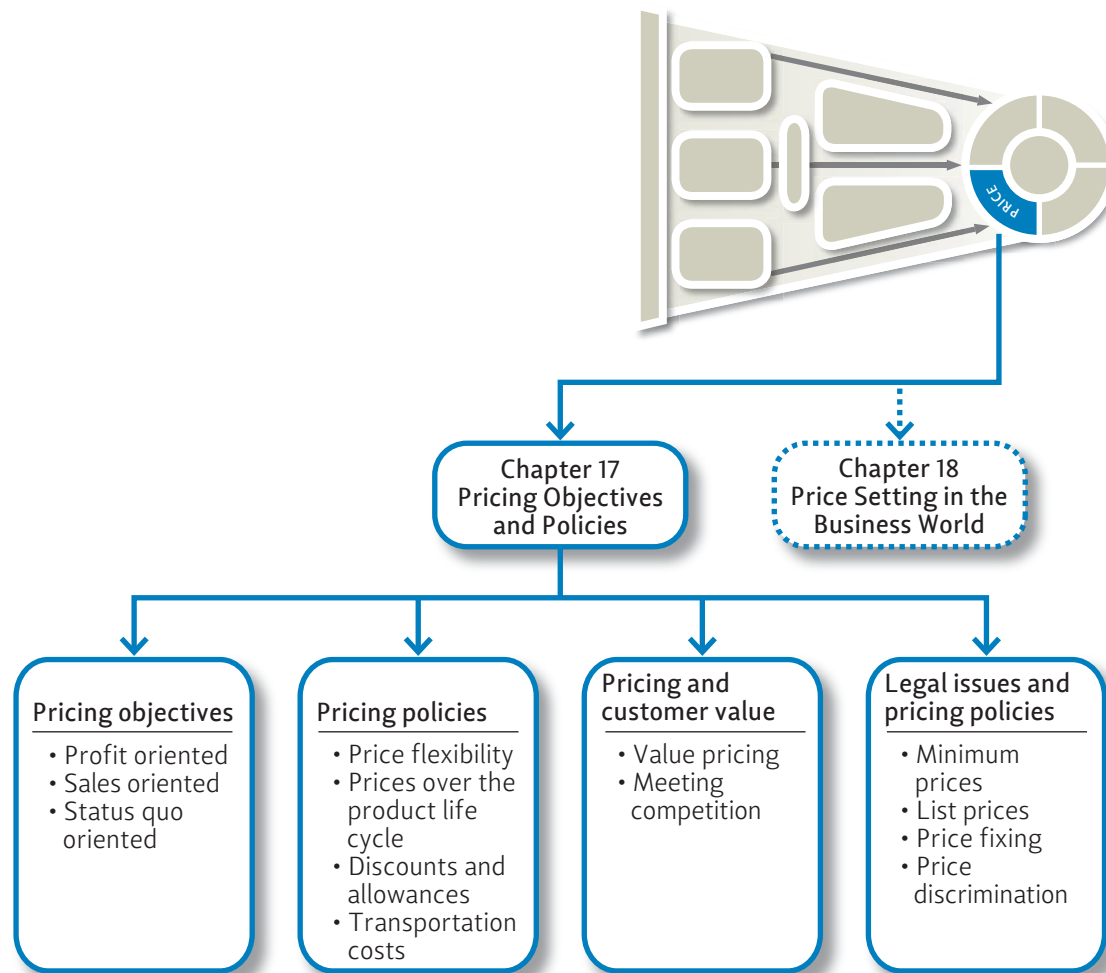 PRICE
Chapter 17
Pricing Objectives
and Policies
Chapter 18
Price Setting in the
Business World
Pricing objectives
• Profit oriented
• Sales oriented
• Status quo
oriented
Pricing policies
• Price flexibility
• Prices over the
product life
cycle
• Discounts and
allowances
• Transportation
costs
Pricing and
customer value
• Value pricing
• Meeting
competition
Legal issues and
pricing policies
• Minimum
prices
• List prices
• Price fixing
• Price
discrimination